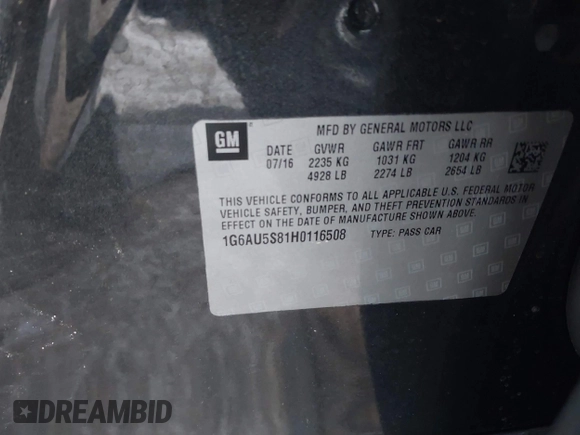 GM
MFD BY GENERAL MOTORS LLC
DATE GVWR GAWR FRT GAWR RR
07/16 2235 KG 1031 KG 1204 KG
4928 LB 2274 LB 2654 LB
THIS VEHICLE CONFORMS TO ALL APPLICABLE U.S. FEDERAL MOTOR
VEHICLE SAFETY, BUMPER, AND THEFT PREVENTION STANDARDS IN
EFFECT ON THE DATE OF MANUFACTURE SHOWN ABOVE.
1G6AU5S81H0116508 TYPE: PASS CAR
DREAMBID